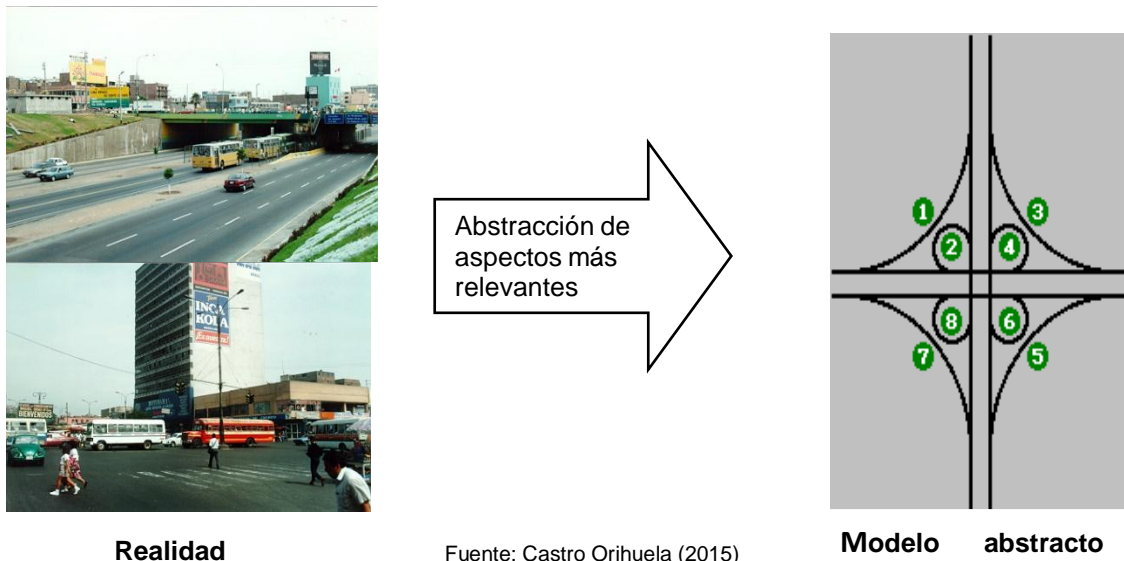 INCA
KOLA
BIENVENIDOS
Abstracción de
aspectos más
relevantes
1
3
2
4
8
6
7
5
Realidad
Fuente: Castro Orihuela (2015)
Modelo abstracto